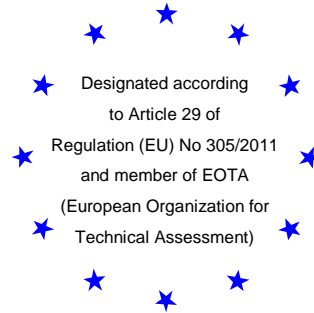 Designated according
to Article 29 of
Regulation (EU) No 305/2011
and member of EOTA
(European Organization for
Technical Assessment)